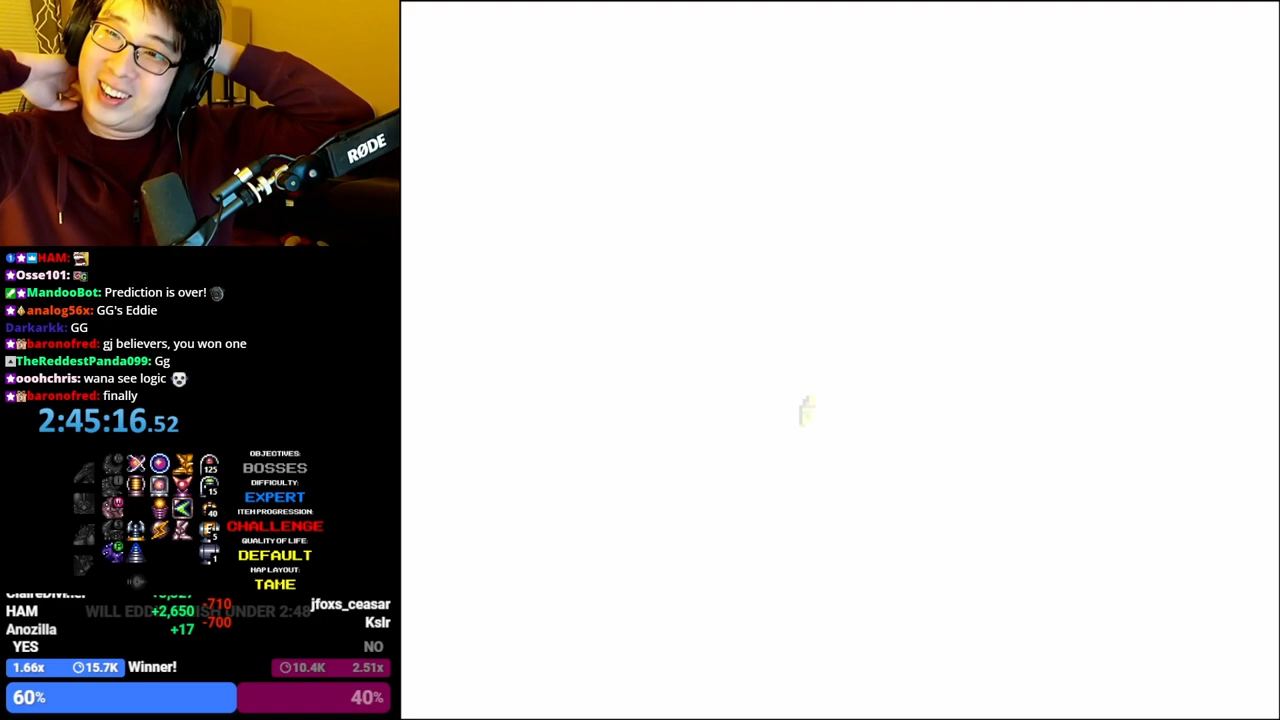 RØDE
HAM:
Osse101:
MandooBot: Prediction is over!
analog56x: GG's Eddie
Darkarkk: GG
baronofred: gj believers, you won one
TheReddestPanda099: Gg
ooohchris: wana see logic
baronofred: finally
2:45:16.52
125
15
40
5
1
OBJECTIVES:
BOSSES
DIFFICULTY:
EXPERT
ITEM PROGRESSION:
CHALLENGE
QUALITY OF LIFE:
DEFAULT
MAP LAYOUT:
TAME
-710 jfoxs_ceasar
HAM +2,650
-700 Kslr
Anozilla +17
YES NO
1.66x 15.7K Winner! 10.4K 2.51x
60% 40%